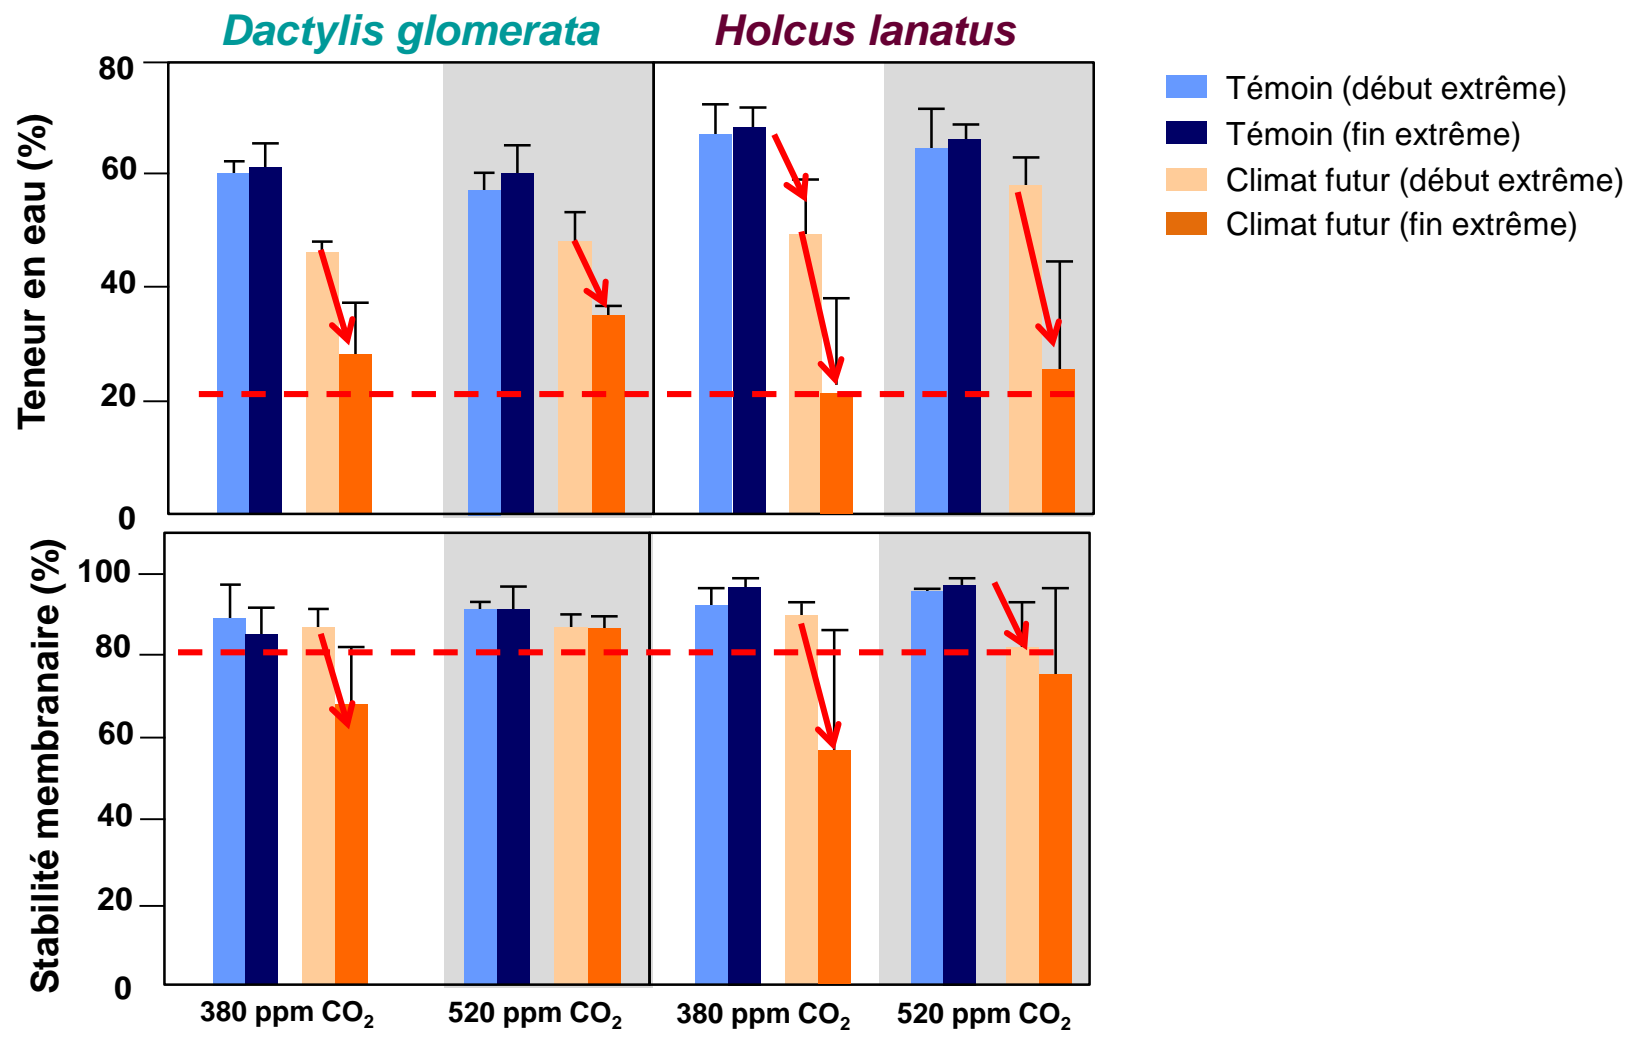 Dactylis glomerata
Holcus lanatus
Teneur en eau (%)
80
60
40
20
0
Témoin (début extrême)
Témoin (fin extrême)
Climat futur (début extrême)
Climat futur (fin extrême)
Stabilité membranaire (%)
100
80
60
40
20
0
380 ppm CO₂
520 ppm CO₂
380 ppm CO₂
520 ppm CO₂